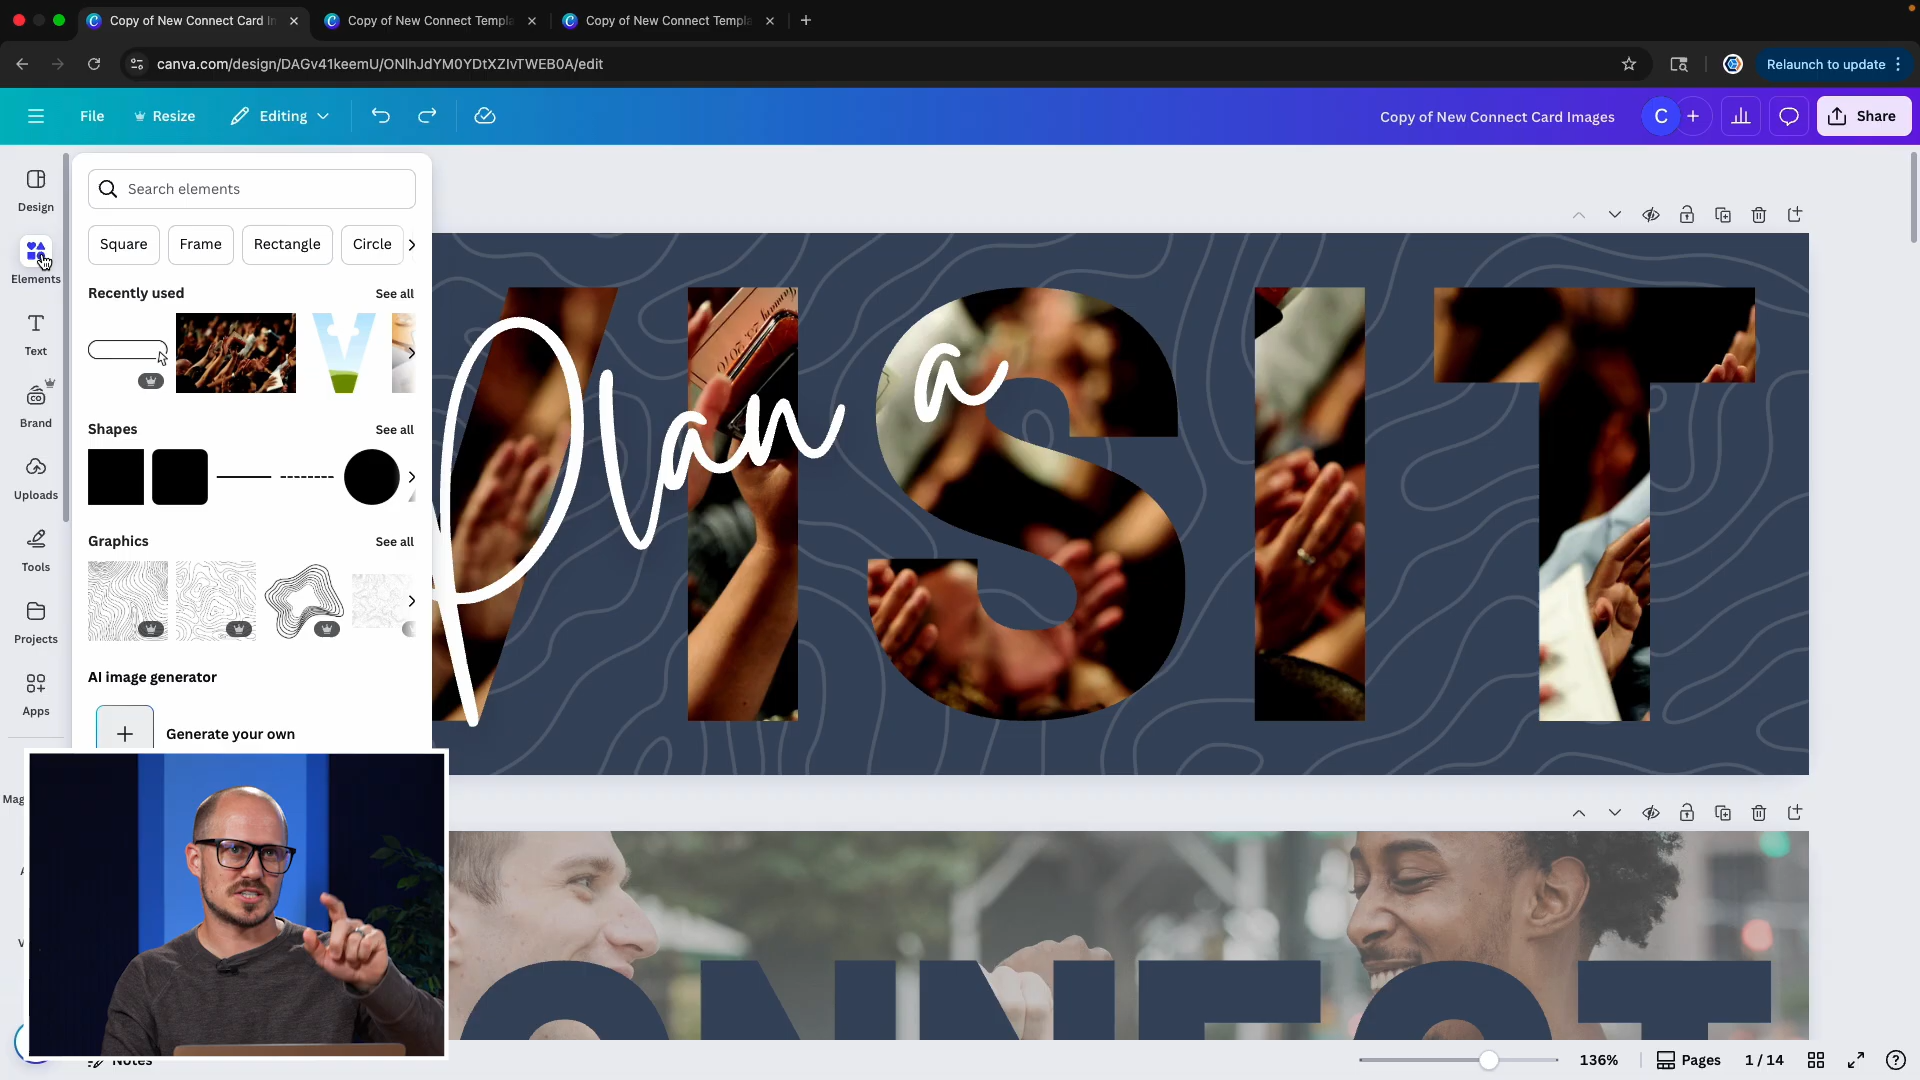 Copy of New Connect Card In
Copy of New Connect Templa
Copy of New Connect Templa
canva.com/design/DAGv41keemU/ONlhJdYM0YDtXZIvTWEB0A/edit
Relaunch to update
File
Resize
Editing
Copy of New Connect Card Images
C
Share
Design
Elements
Text
Brand
Uploads
Tools
Projects
Apps
Mag
Search elements
Square
Frame
Rectangle
Circle
Recently used
See all
Shapes
See all
Graphics
See all
AI image generator
Generate your own
Plan a
VISIT
CONNECT
Notes
136%
Pages
1 / 14